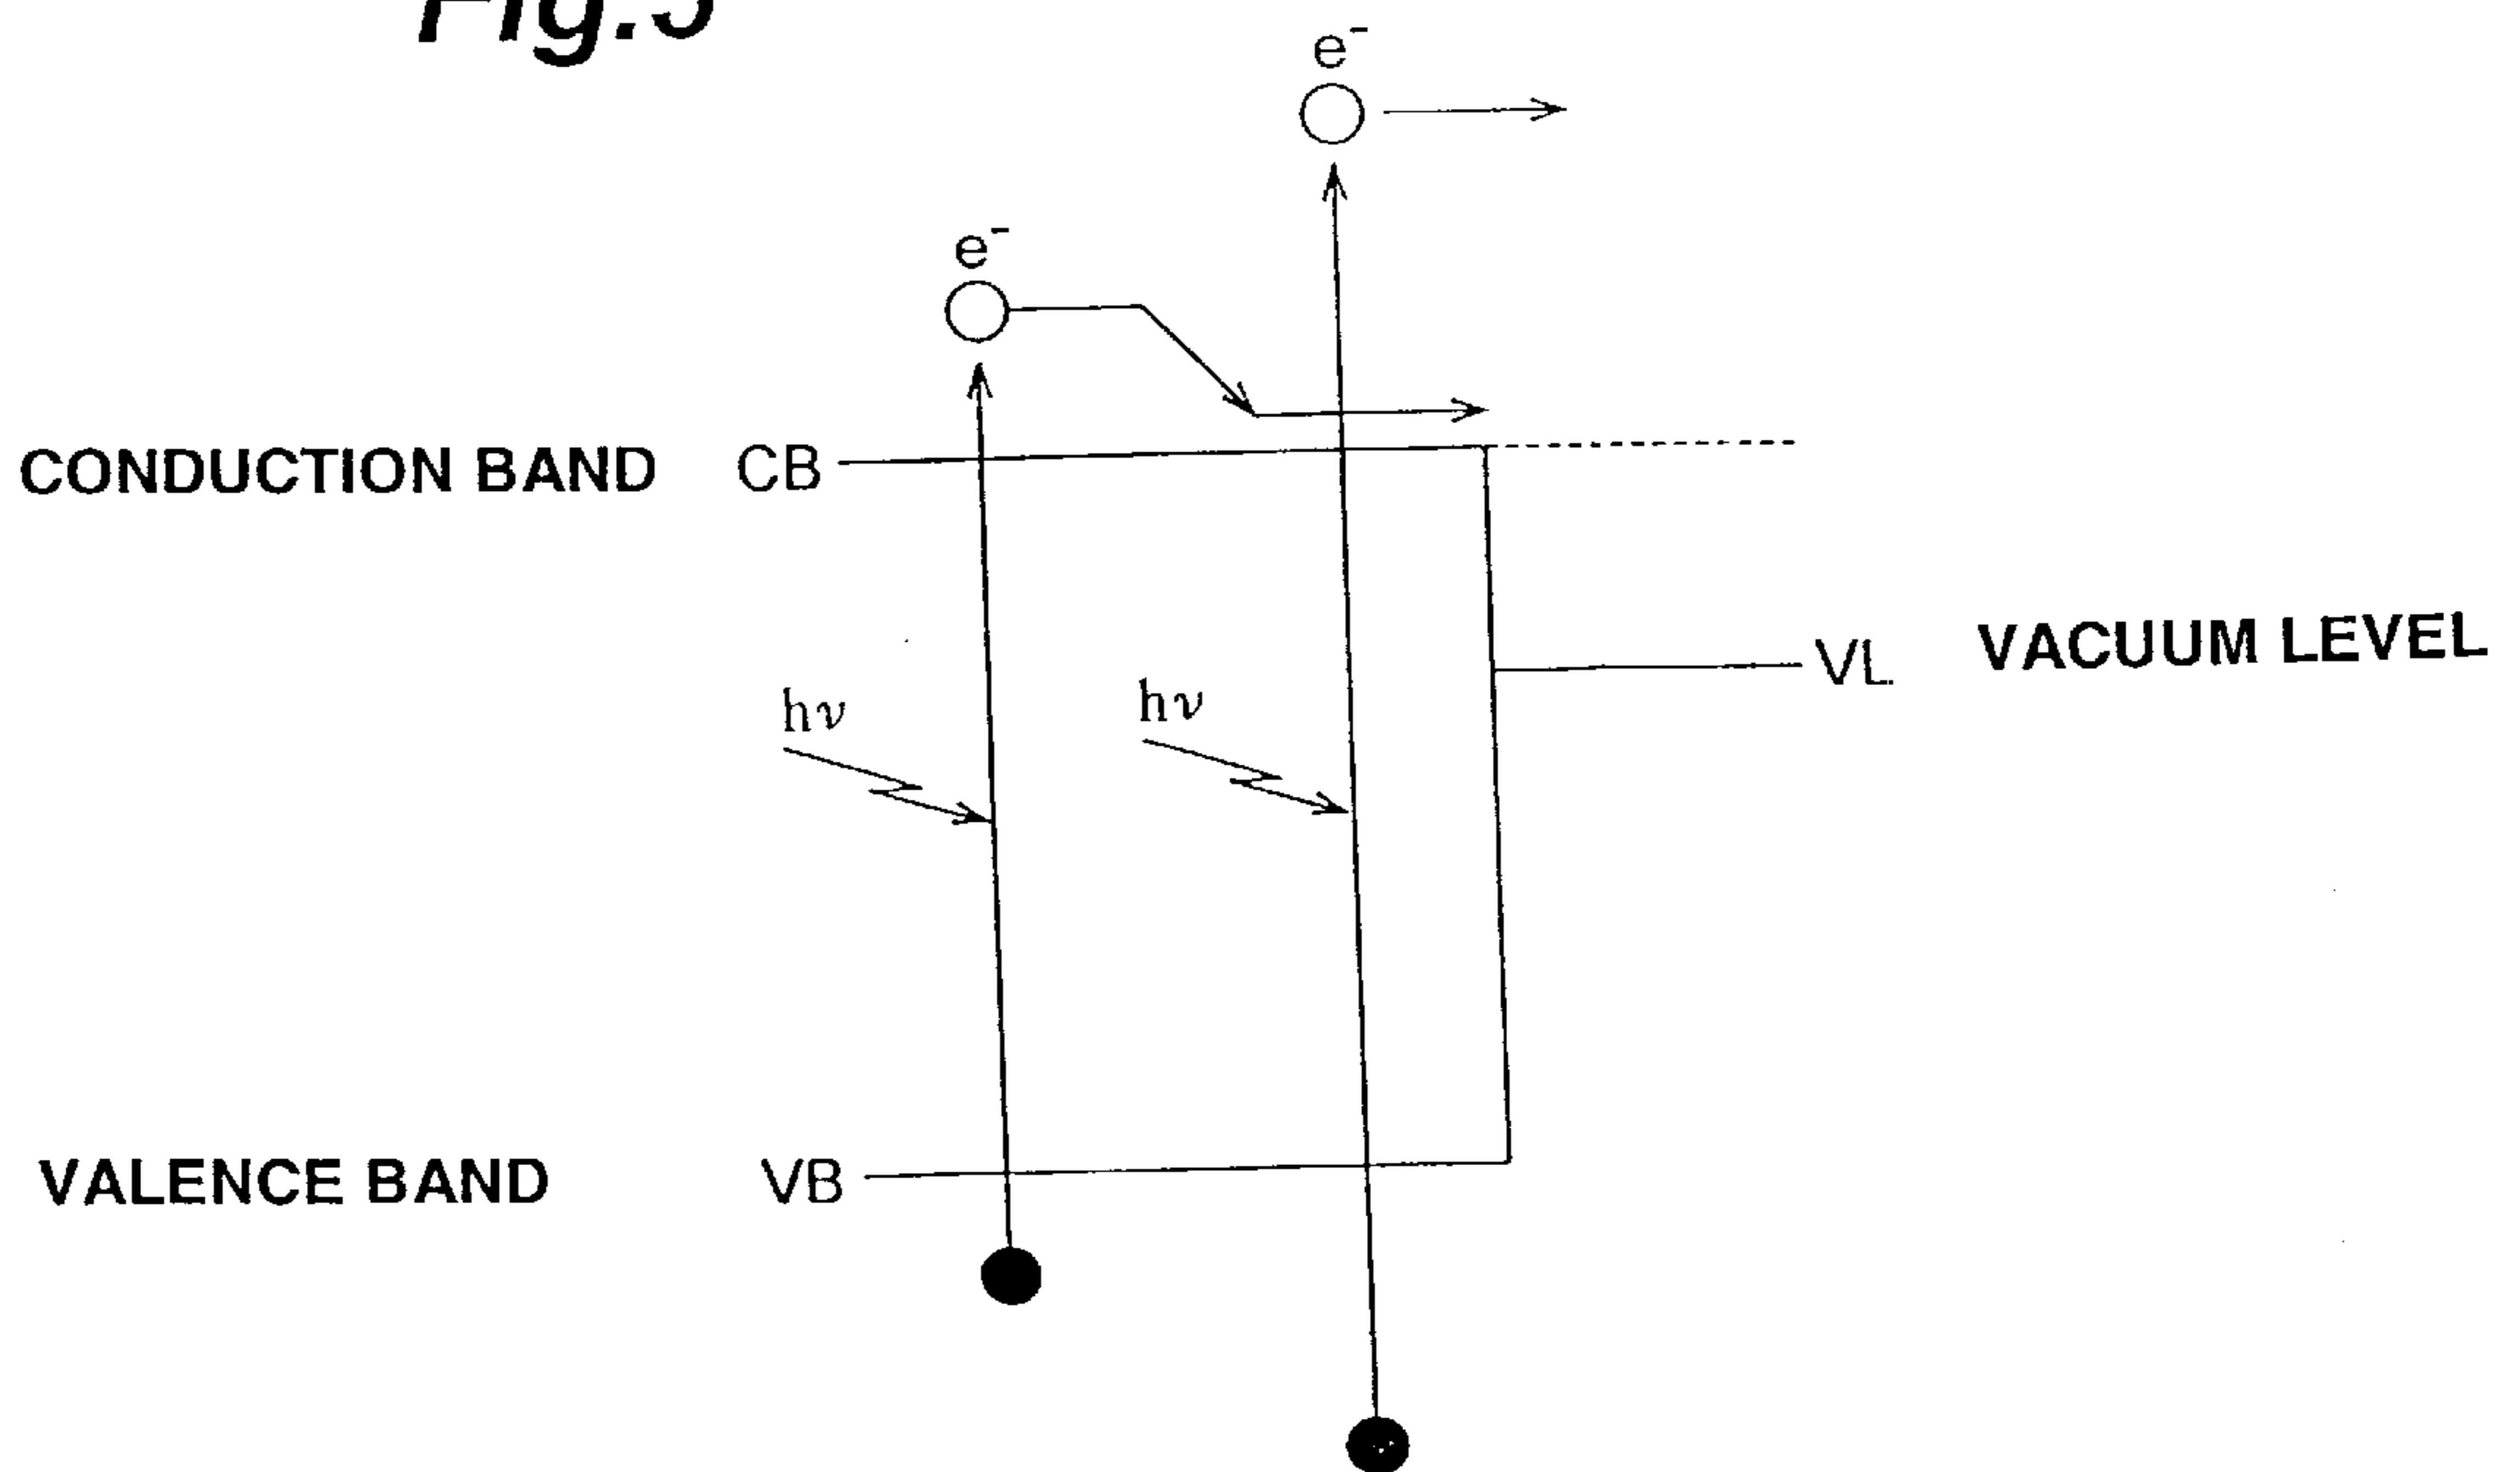 Fig.5
e⁻
e⁻
CONDUCTION BAND CB
hν hν
VL VACUUM LEVEL
VALENCE BAND VB